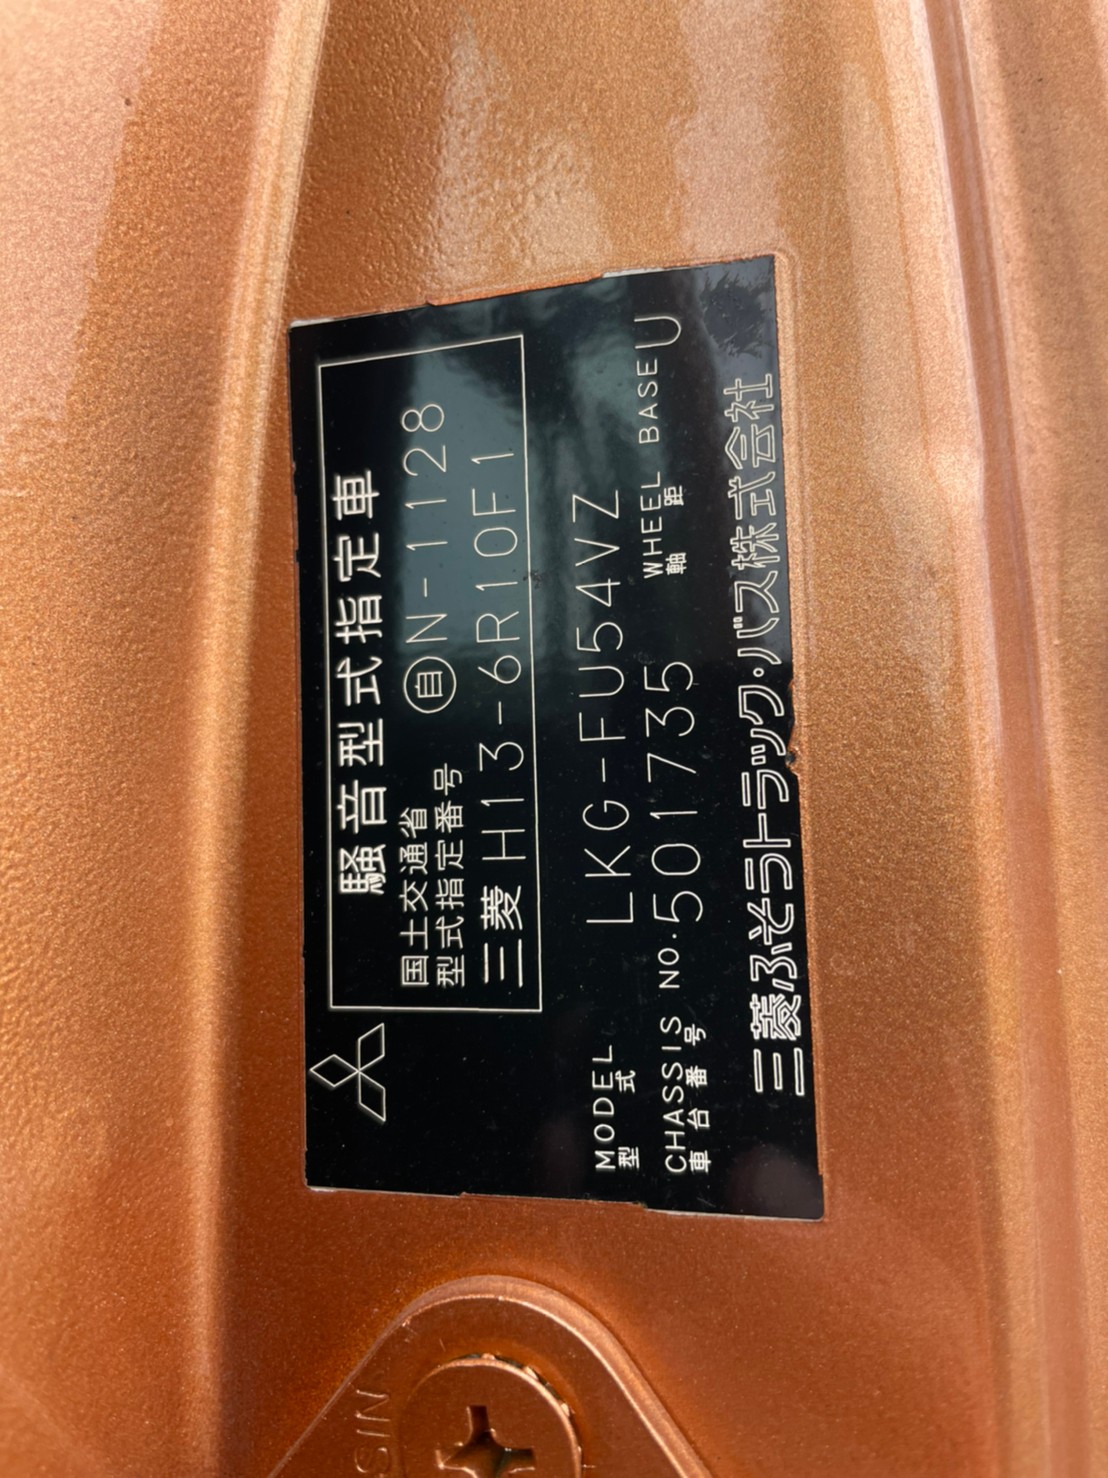 騒音型式指定車
国土交通省
型式指定番号 自N-1128
三菱 H13-6R10F1
MODEL
型式 LKG-FU54VZ
CHASSIS NO. 501735
車台番号
WHEEL BASE U
軸距
三菱ふそうトラック・バス株式会社
SIN